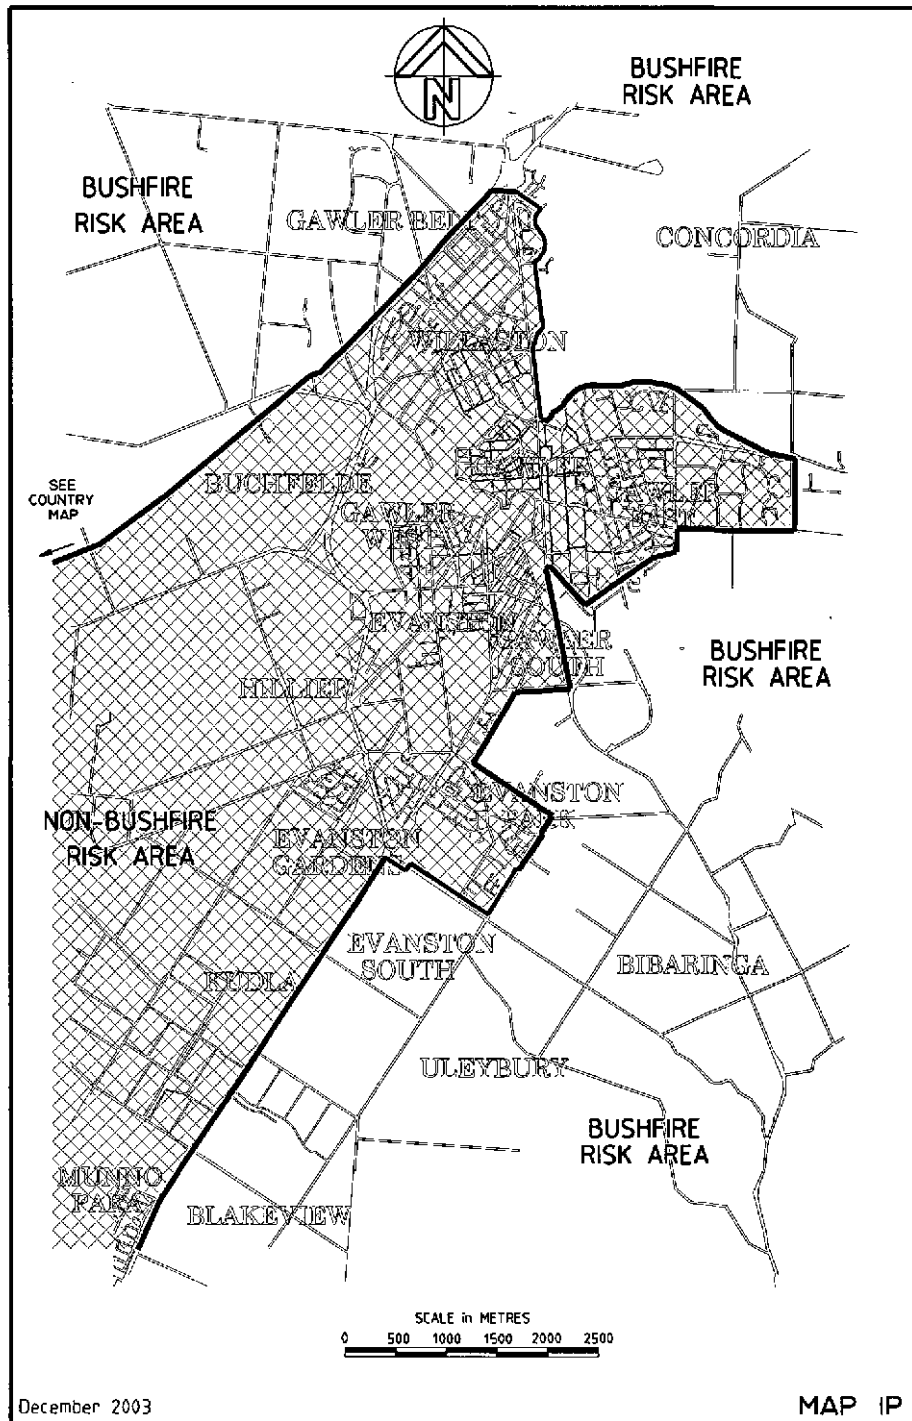 N
BUSHFIRE
RISK AREA
BUSHFIRE
RISK AREA
GAWLER BELT
CONCORDIA
WILLASTON
GAWLER
SEE
COUNTRY
MAP
BUCHFELDE
GAWLER
EAST
GAWLER
WEST
EVANSTON
GAWLER
SOUTH
BUSHFIRE
RISK AREA
HILLIER
EVANSTON
PARK
NON-BUSHFIRE
RISK AREA
EVANSTON
GARDENS
EVANSTON
SOUTH
BIBARINGA
KUDLA
ULEYBURY
BUSHFIRE
RISK AREA
MUNNO
PARA
BLAKEVIEW
SCALE in METRES
0 500 1000 1500 2000 2500
December 2003
MAP IP